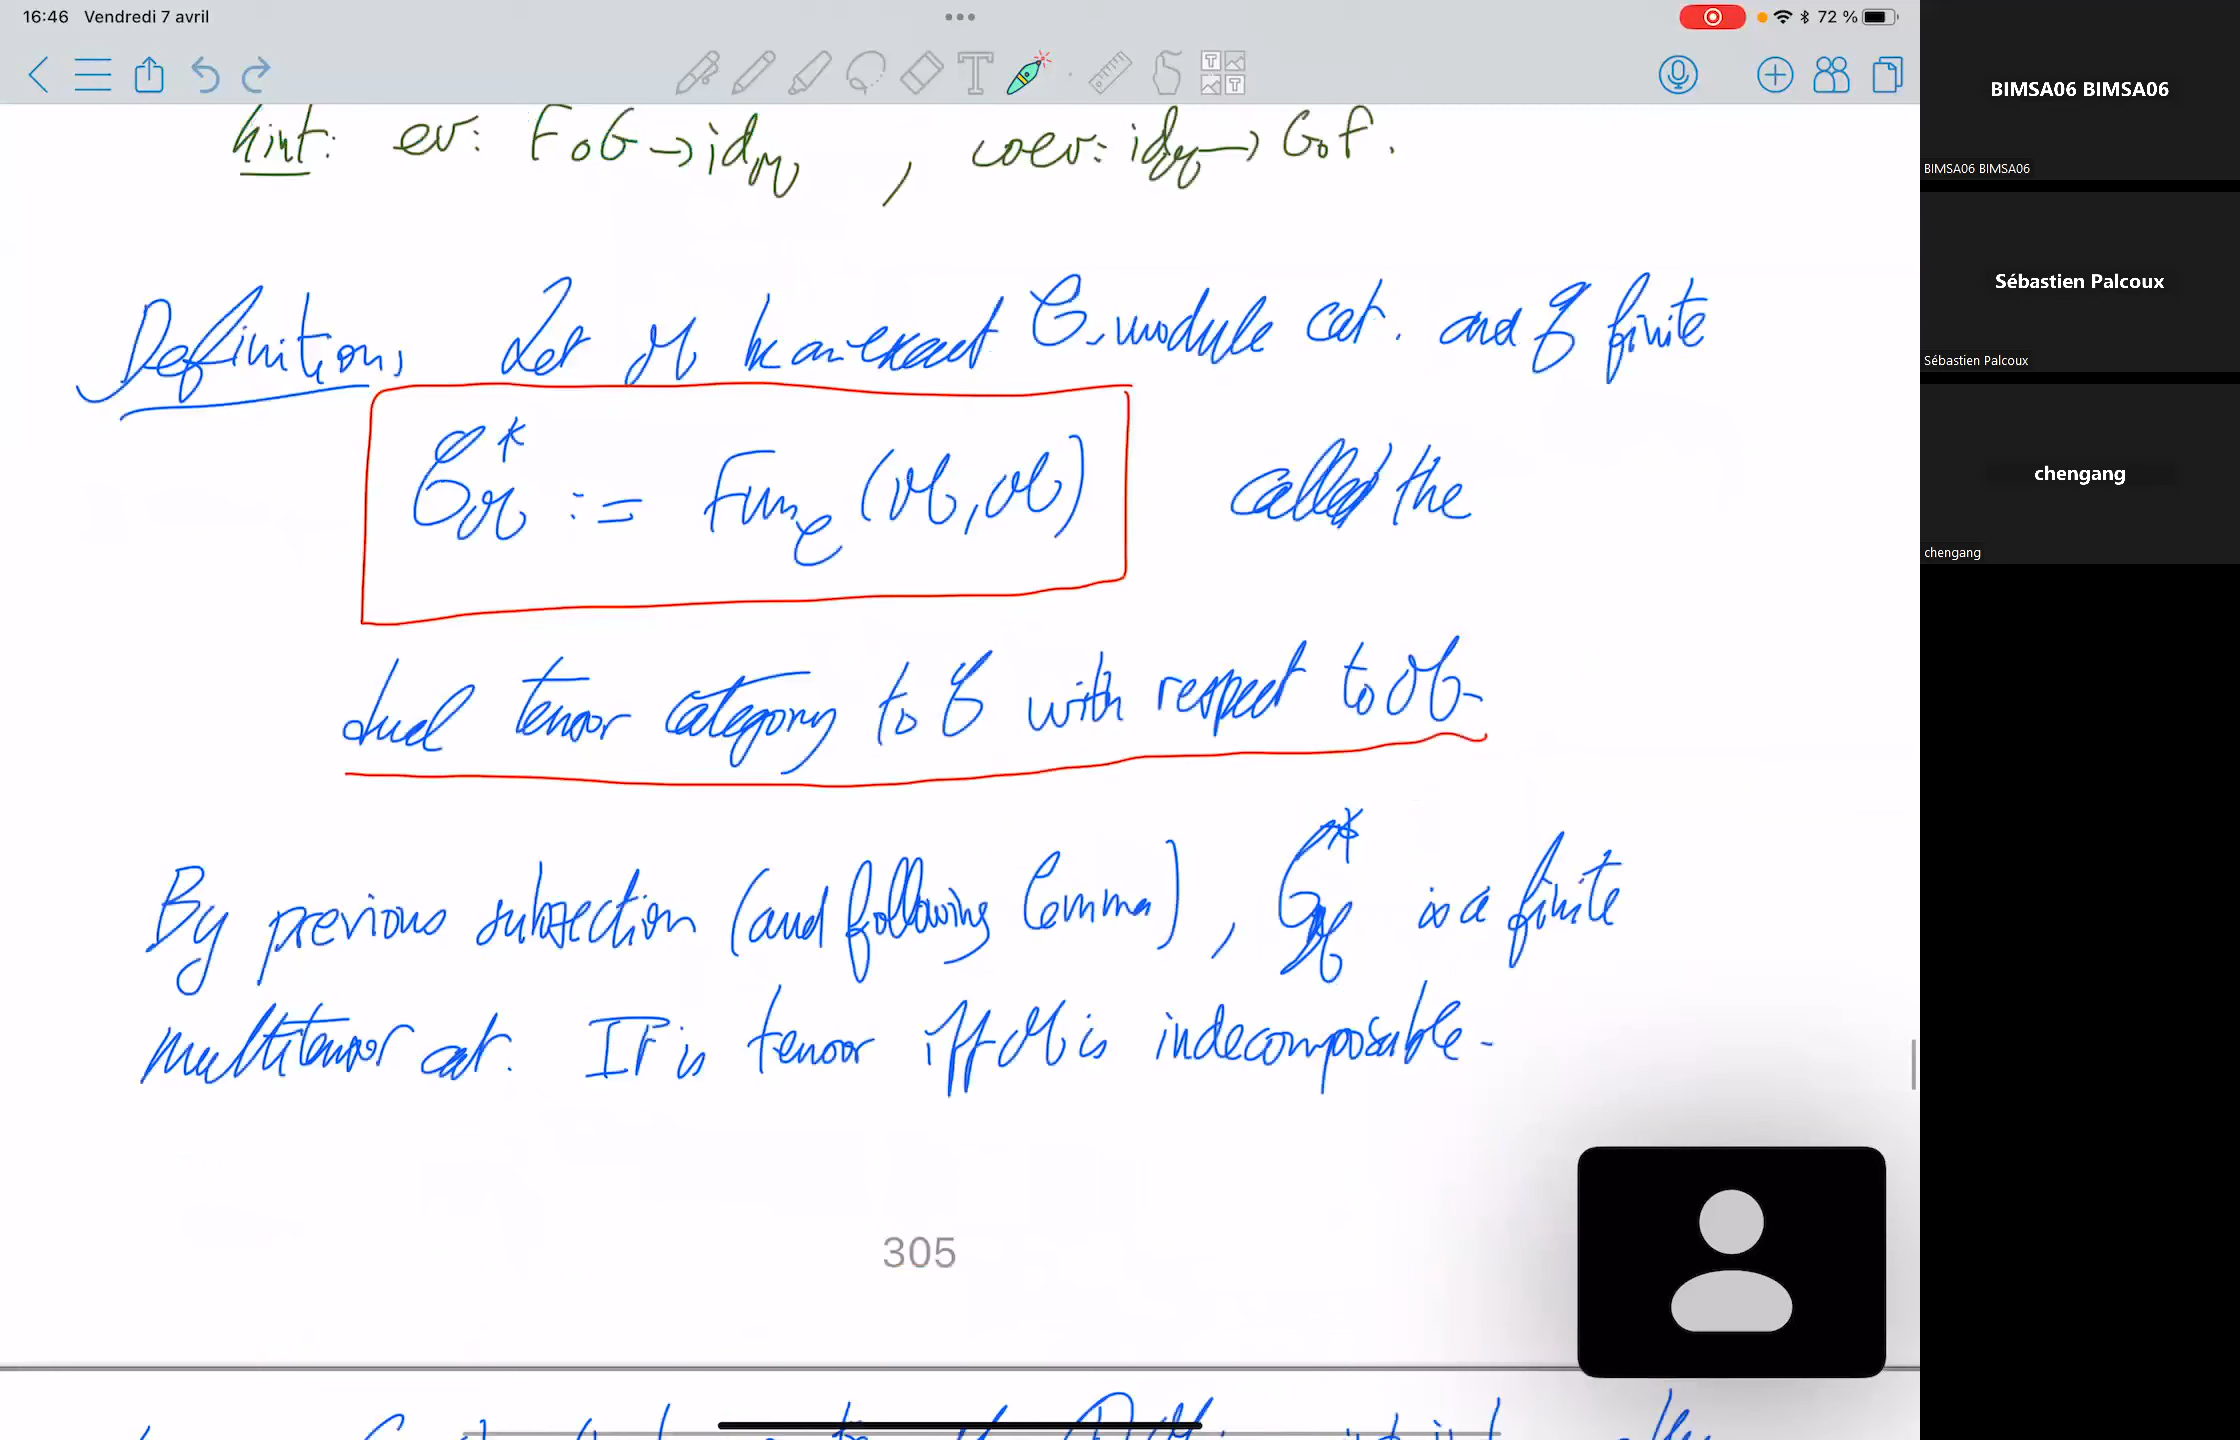 16:46 Vendredi 7 avril
72 %
BIMSA06 BIMSA06
BIMSA06 BIMSA06
Sébastien Palcoux
Sébastien Palcoux
chengang
chengang
hint: ev: F∘G → id_M , coev: id_M → G∘F.
Definition, Let M be an exact C-module cat. and C finite
C*_M := Fun_C (M, M) called the
dual tensor category to C with respect to M.
By previous subsection (and following lemma), C*_M is a finite
multitensor cat. It is tensor iff M is indecomposable.
305